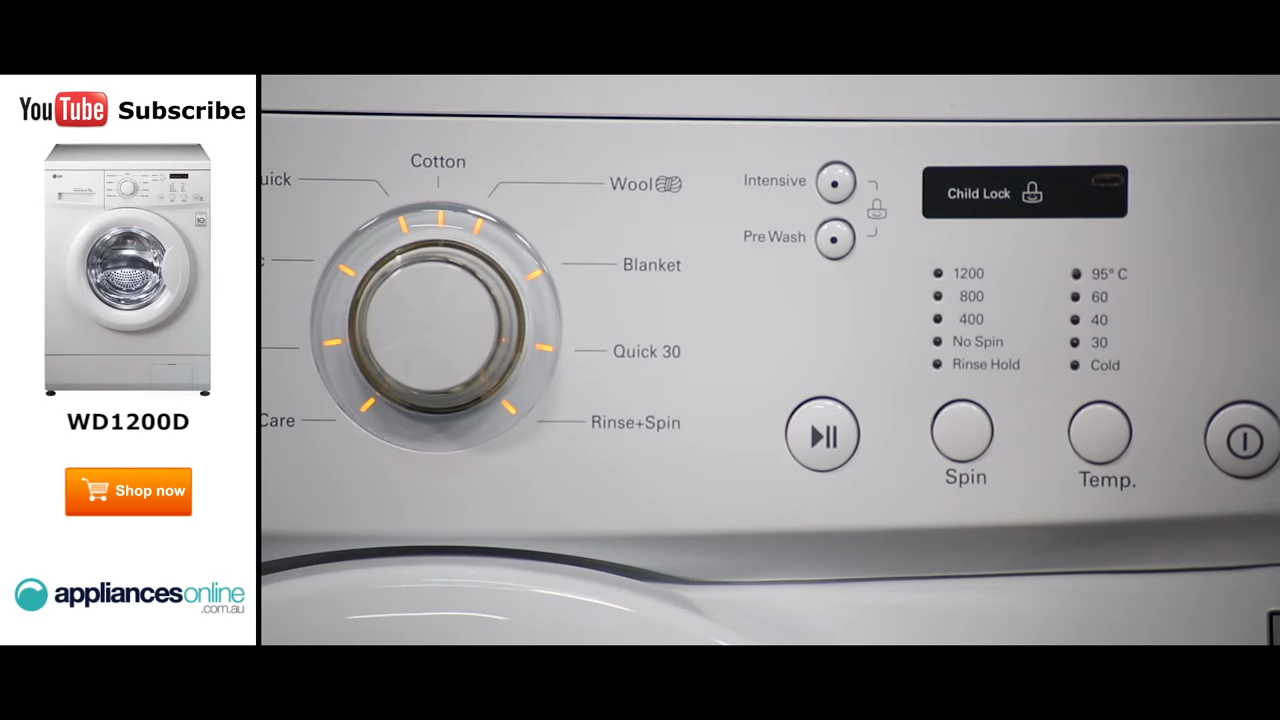 YouTube Subscribe
LG
WD1200D
Shop now
appliancesonline
.com.au
Cotton
uick
Wool
c
Blanket
Quick 30
Care
Rinse+Spin
Intensive
Pre Wash
Child Lock
1200
800
400
No Spin
Rinse Hold
95° C
60
40
30
Cold
Spin
Temp.